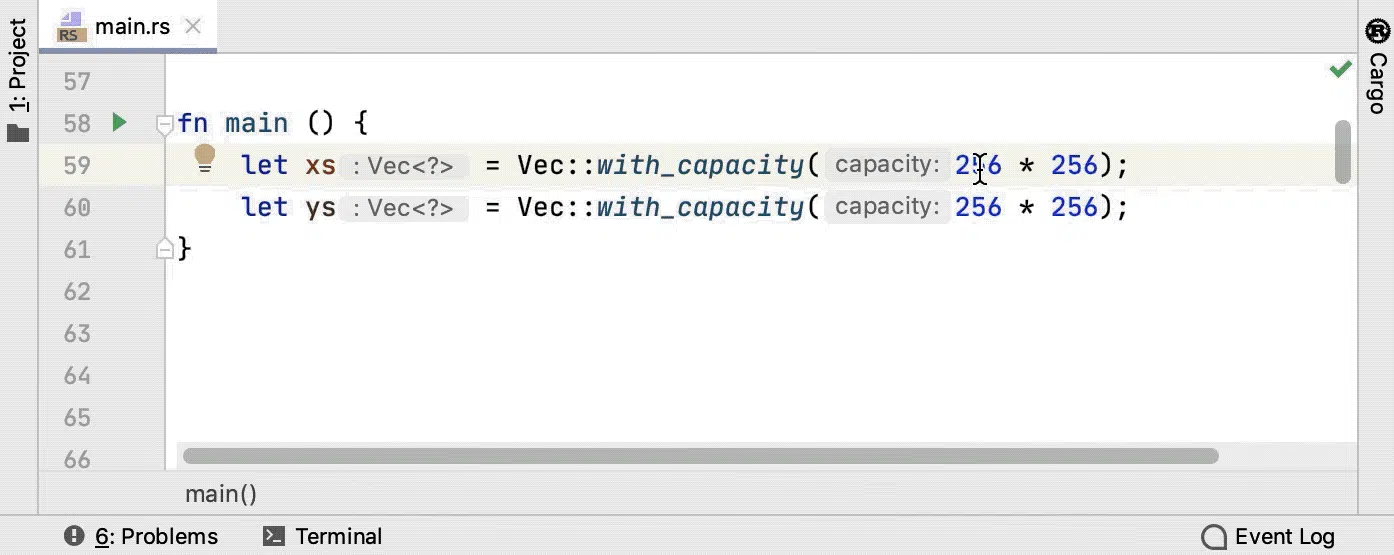 1: Project
RS main.rs
Cargo
57
58 fn main () {
59 let xs : Vec<?> = Vec::with_capacity( capacity: 256 * 256);
60 let ys : Vec<?> = Vec::with_capacity( capacity: 256 * 256);
61 }
62
63
64
65
66
main()
6: Problems Terminal Event Log